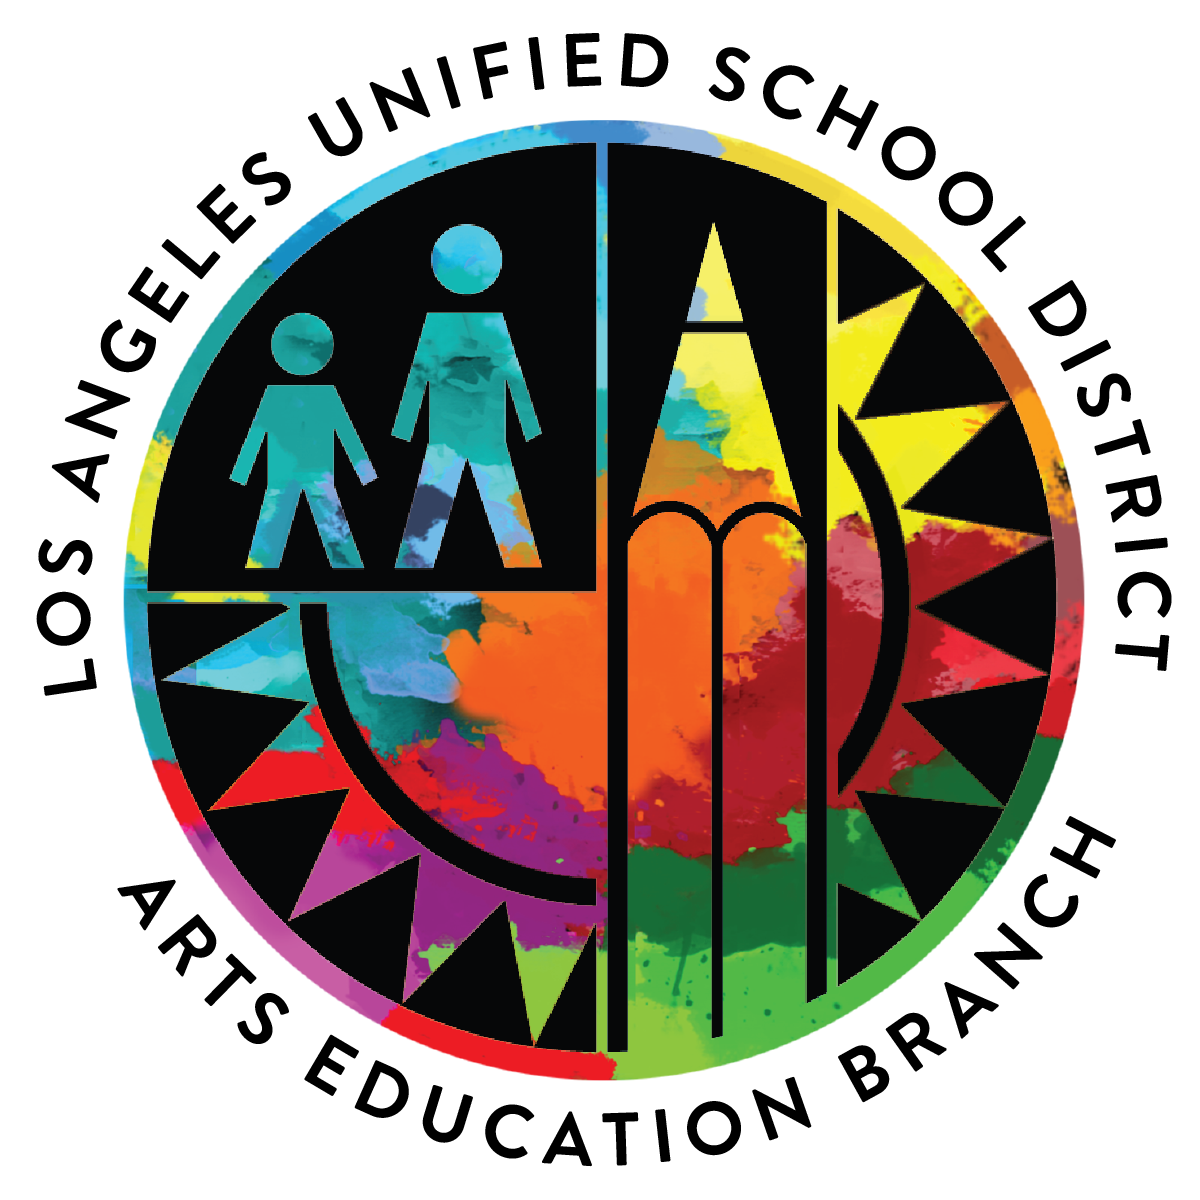 LOS ANGELES UNIFIED SCHOOL DISTRICT
ARTS EDUCATION BRANCH